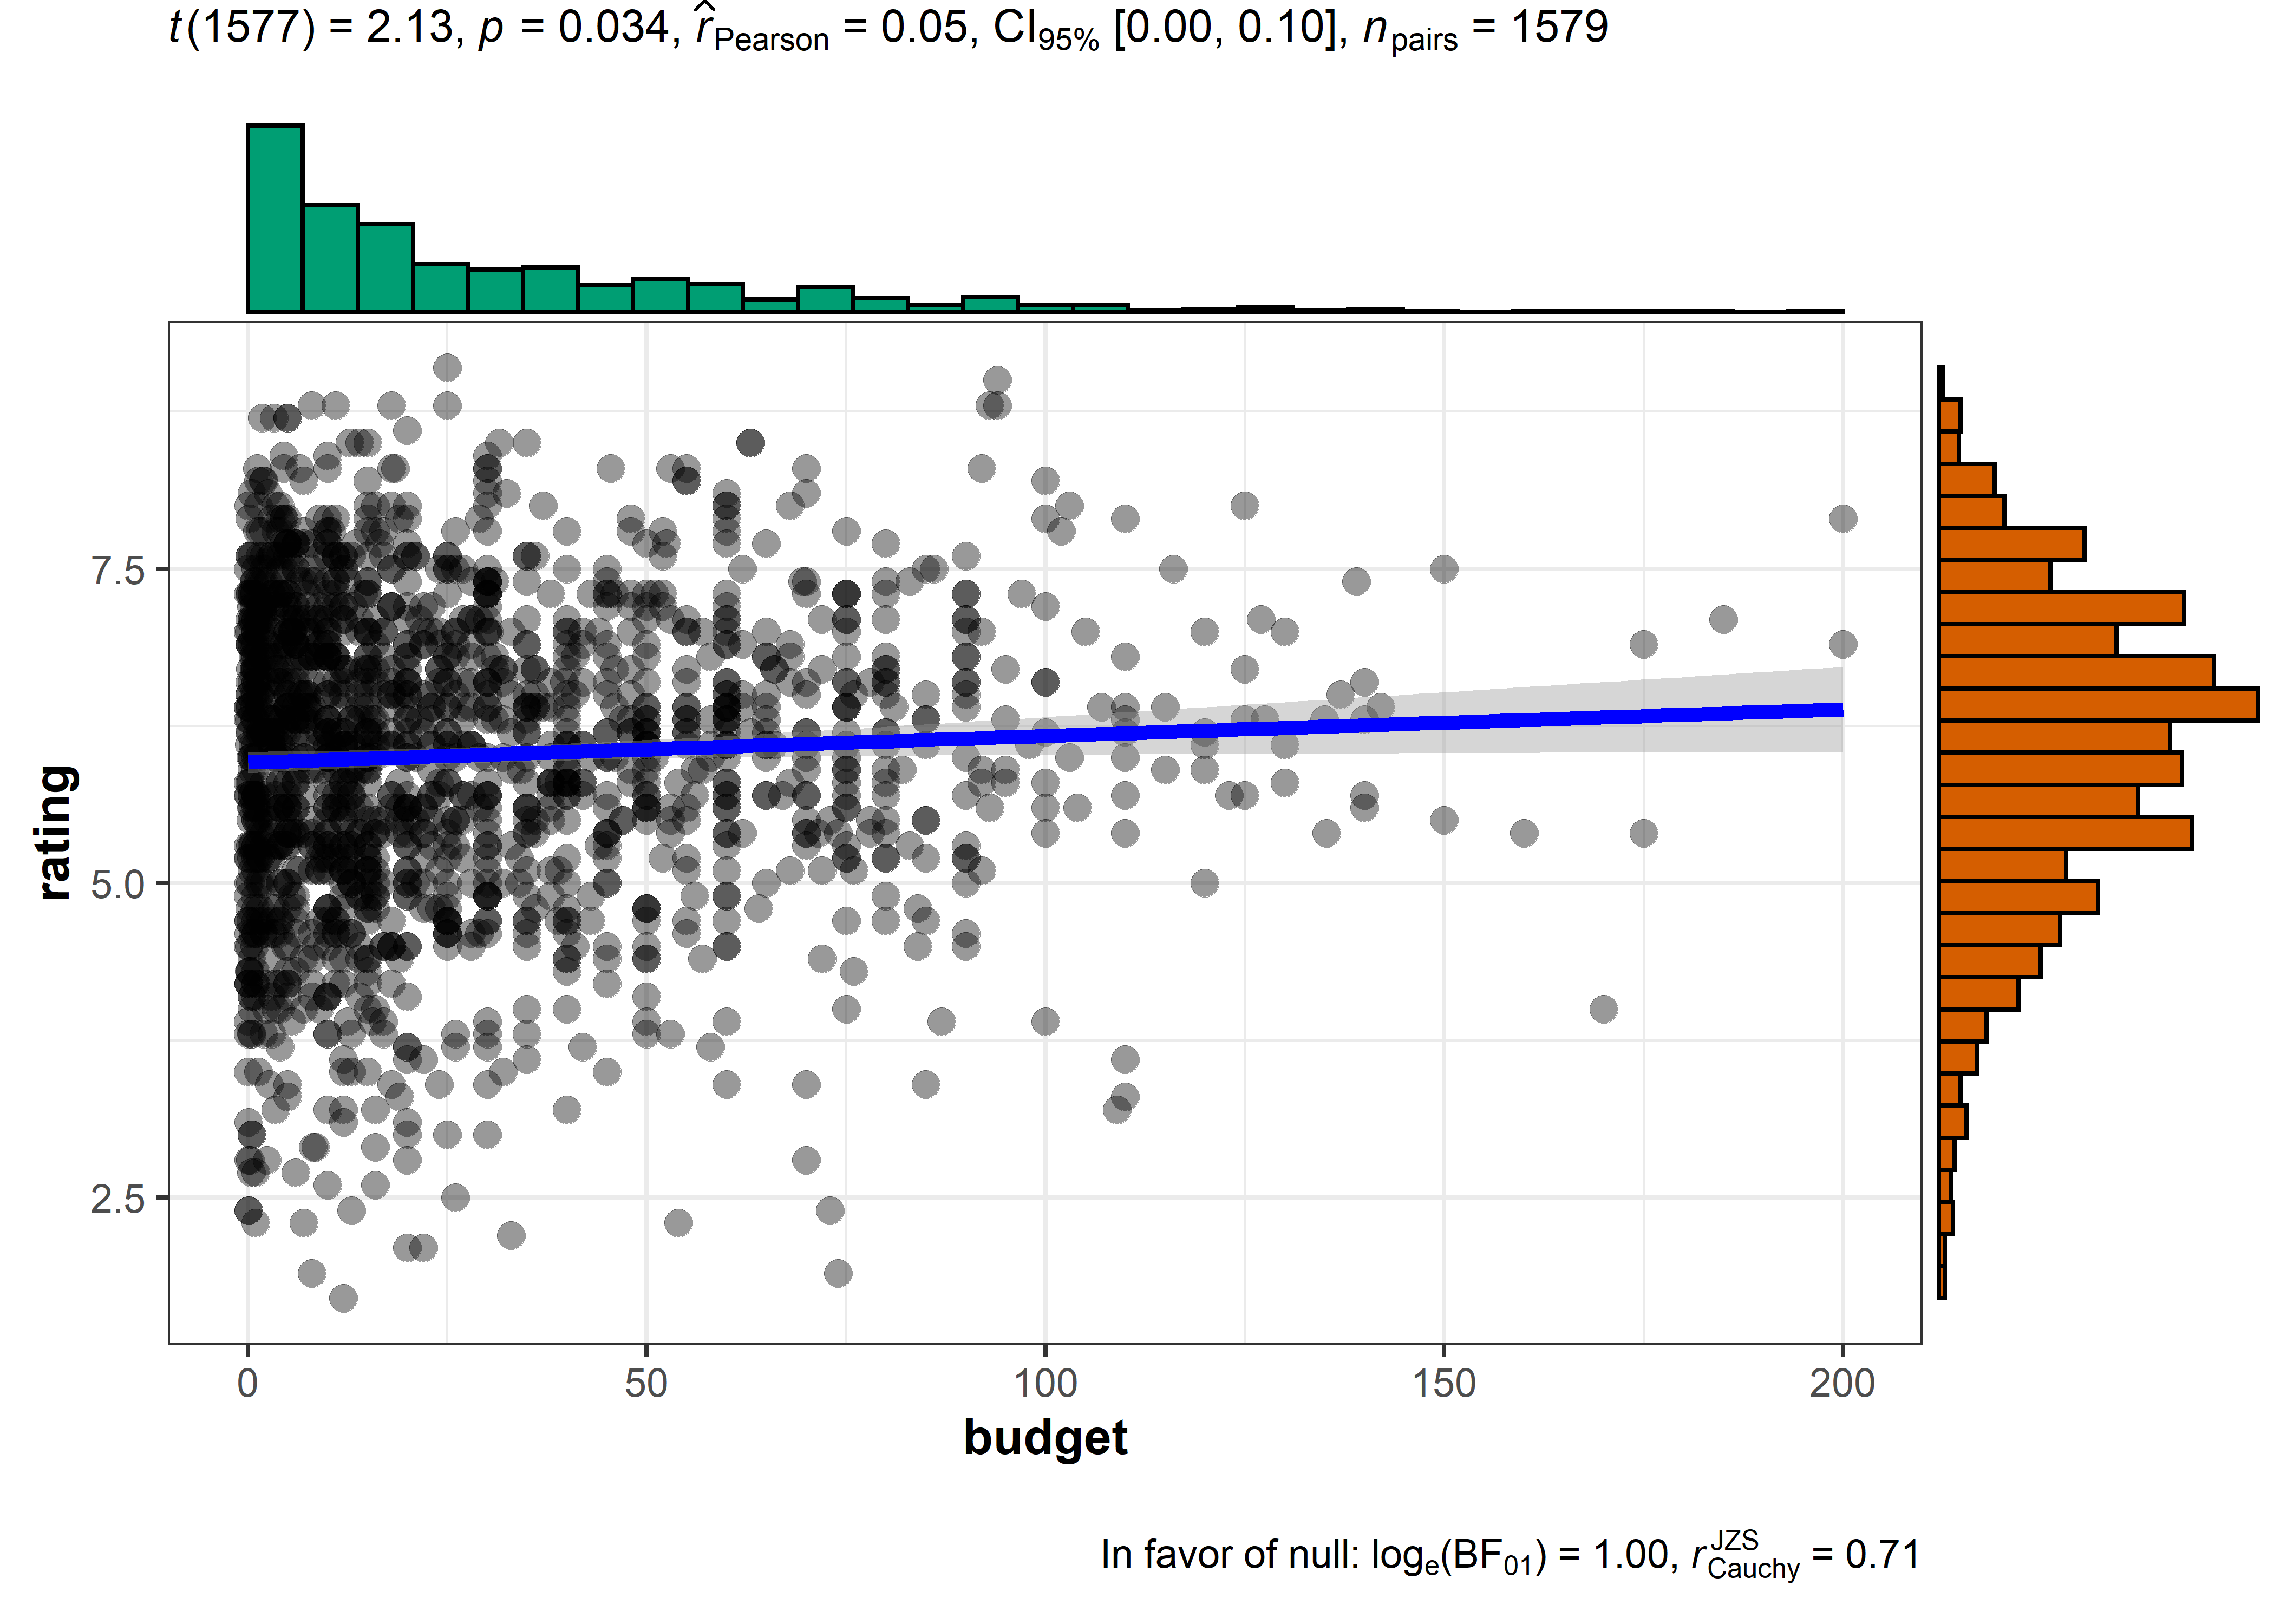 t(1577) = 2.13, p = 0.034, r̂Pearson = 0.05, CI95% [0.00, 0.10], npairs = 1579
7.5
5.0
2.5
rating
0 50 100 150 200
budget
In favor of null: loge(BF01) = 1.00, rJZSCauchy = 0.71